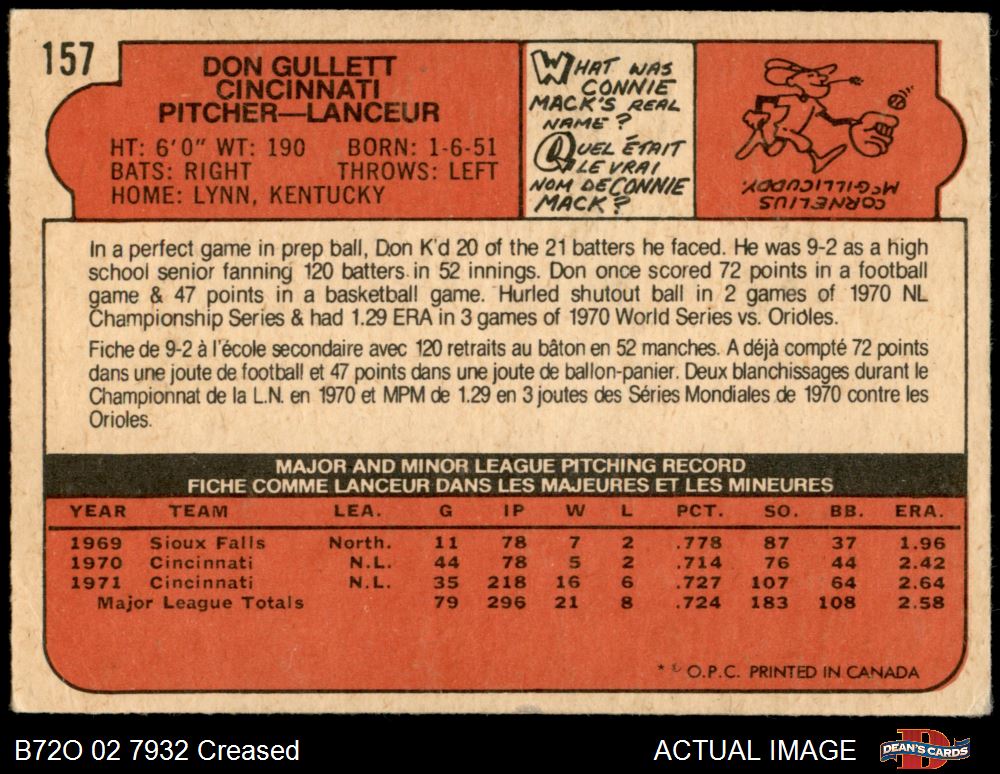 157
DON GULLETT
CINCINNATI
PITCHER—LANCEUR
HT: 6'0" WT: 190 BORN: 1-6-51
BATS: RIGHT THROWS: LEFT
HOME: LYNN, KENTUCKY
WHAT WAS
CONNIE
MACK'S REAL
NAME?
QUEL ÉTAIT
LE VRAI
NOM DE CONNIE
MACK?
CORNELIUS
McGILLICUDDY.
In a perfect game in prep ball, Don K'd 20 of the 21 batters he faced. He was 9-2 as a high
school senior fanning 120 batters in 52 innings. Don once scored 72 points in a football
game & 47 points in a basketball game. Hurled shutout ball in 2 games of 1970 NL
Championship Series & had 1.29 ERA in 3 games of 1970 World Series vs. Orioles.
Fiche de 9-2 à l'école secondaire avec 120 retraits au bâton en 52 manches. A déjà compté 72 points
dans une joute de football et 47 points dans une joute de ballon-panier. Deux blanchissages durant le
Championnat de la L.N. en 1970 et MPM de 1.29 en 3 joutes des Séries Mondiales de 1970 contre les
Orioles.
MAJOR AND MINOR LEAGUE PITCHING RECORD
FICHE COMME LANCEUR DANS LES MAJEURES ET LES MINEURES
YEAR TEAM LEA. G IP W L PCT. SO. BB. ERA.
1969 Sioux Falls North. 11 78 7 2 .778 87 37 1.96
1970 Cincinnati N.L. 44 78 5 2 .714 76 44 2.42
1971 Cincinnati N.L. 35 218 16 6 .727 107 64 2.64
Major League Totals 79 296 21 8 .724 183 108 2.58
* © O.P.C. PRINTED IN CANADA
B72O 02 7932 Creased
ACTUAL IMAGE
DEAN'S CARDS